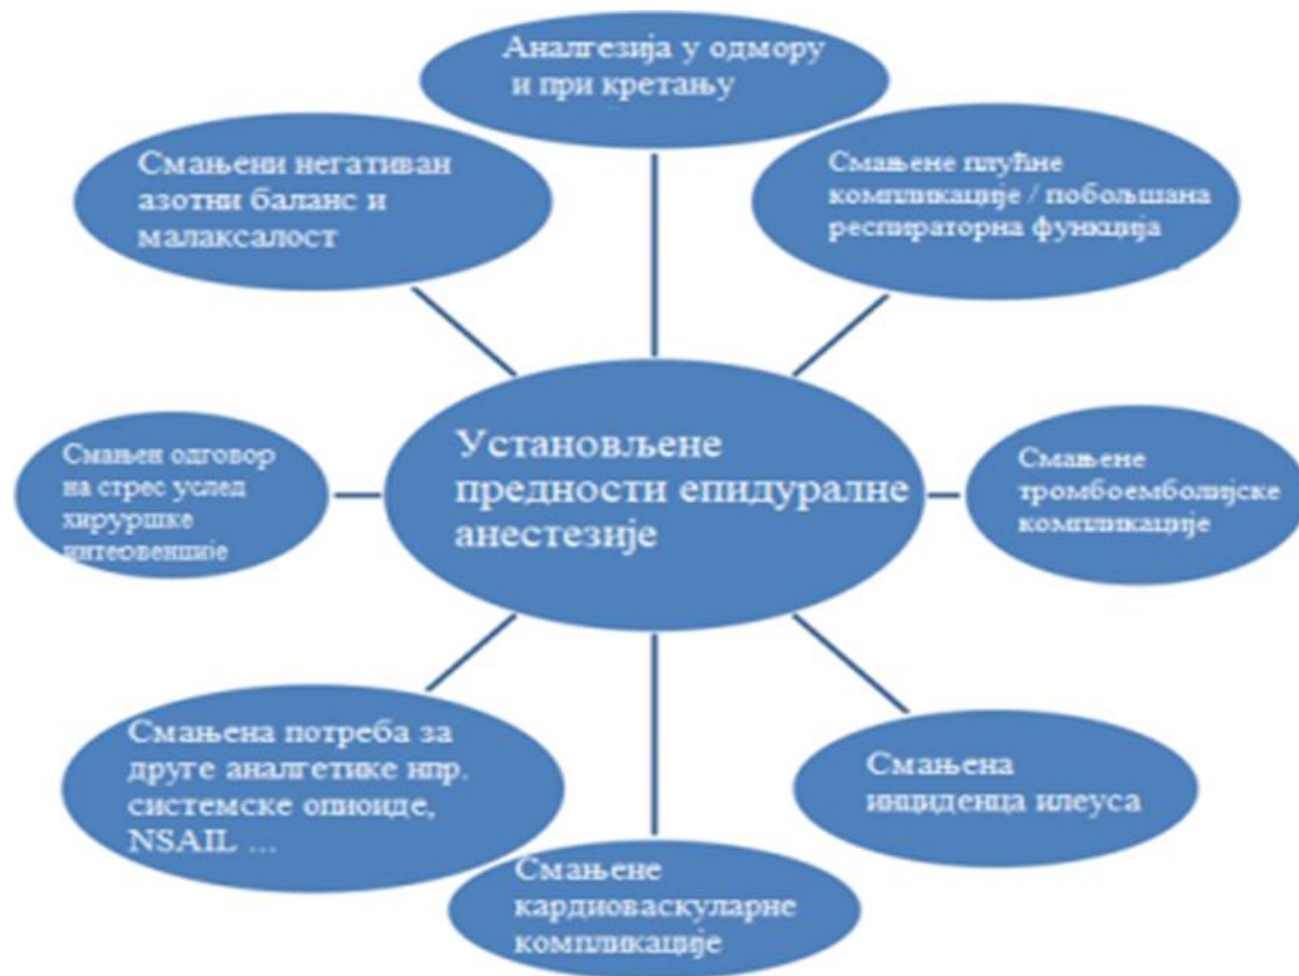 Аналгезија у одмору
и при кретању
Смањене плућне
компликације / побољшана
респираторна функција
Смањене
тромбоемболијске
компликације
Смањена
инциденца илеуса
Смањене
кардиоваскуларне
компликације
Смањена потреба за
друге аналгетике нпр.
системске опиоиде,
NSAIL ...
Смањен одговор
на стрес услед
хируршке
интервенције
Смањени негативан
азотни баланс и
малаксалост
Установљене
предности епидуралне
анестезије